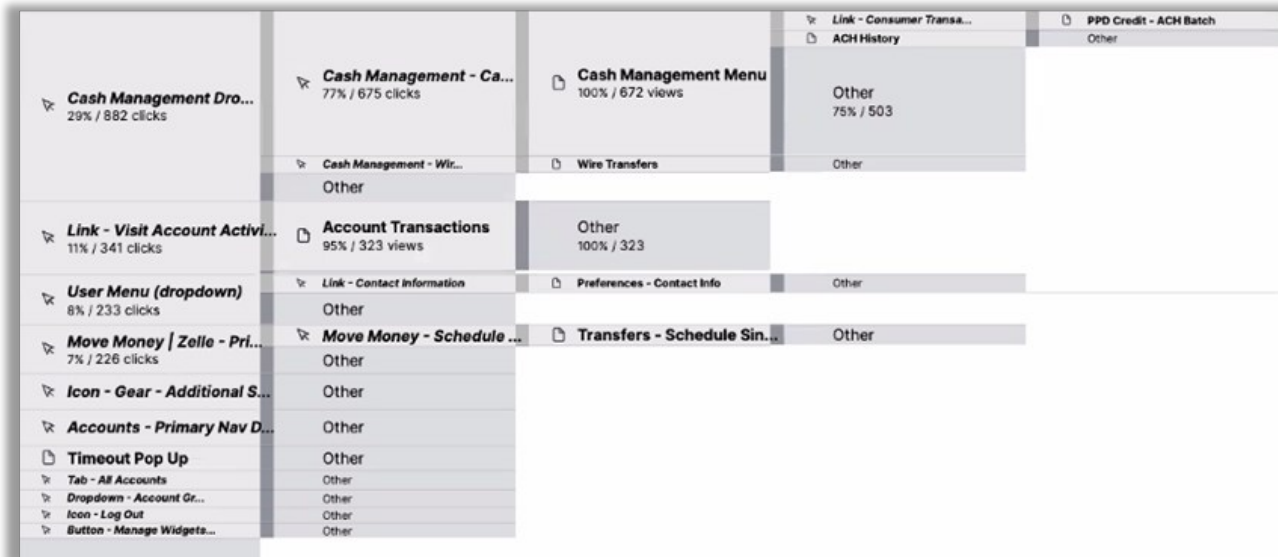 Cash Management Dro...
29% / 882 clicks
Cash Management - Ca...
77% / 675 clicks
Cash Management Menu
100% / 672 views
Link - Consumer Transa...
PPD Credit - ACH Batch
ACH History
Other
Other
75% / 503
Cash Management - Wir...
Wire Transfers
Other
Other
Link - Visit Account Activi...
11% / 341 clicks
Account Transactions
95% / 323 views
Other
100% / 323
User Menu (dropdown)
8% / 233 clicks
Link - Contact Information
Preferences - Contact Info
Other
Other
Move Money | Zelle - Pri...
7% / 226 clicks
Move Money - Schedule ...
Transfers - Schedule Sin...
Other
Other
Icon - Gear - Additional S...
Other
Accounts - Primary Nav D...
Other
Timeout Pop Up
Other
Tab - All Accounts
Other
Dropdown - Account Gr...
Other
Icon - Log Out
Other
Button - Manage Widgets...
Other